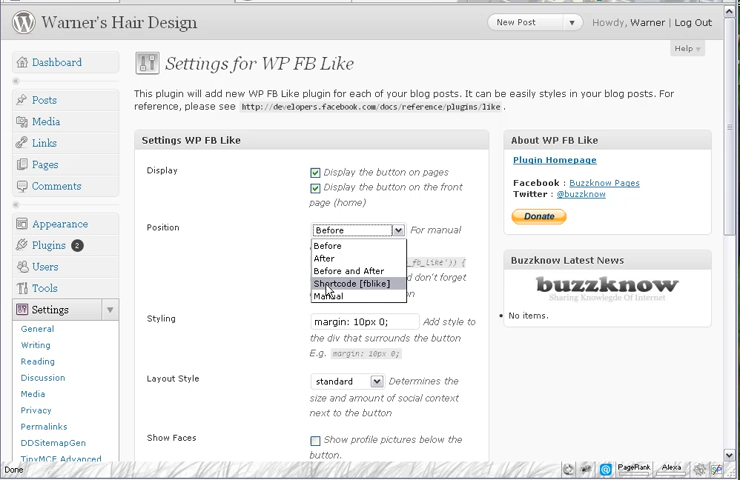 Warner's Hair Design
New Post
Howdy, Warner | Log Out
Help
Dashboard
Posts
Media
Links
Pages
Comments
Appearance
Plugins 2
Users
Tools
Settings
General
Writing
Reading
Discussion
Media
Privacy
Permalinks
DDSitemapGen
TinyMCE Advanced
Settings for WP FB Like
This plugin will add new WP FB Like plugin for each of your blog posts. It can be easily styles in your blog posts. For
reference, please see http://developers.facebook.com/docs/reference/plugins/like.
Settings WP FB Like
Display
Display the button on pages
Display the button on the front
page (home)
Position
Before
For manual
Before
After
Before and After
Shortcode [fblike]
Manual
_fb_like')) {
d don't forget
on
Styling
margin: 10px 0;
Add style to
the div that surrounds the button
E.g. margin: 10px 0;
Layout Style
standard
Determines the
size and amount of social context
next to the button
Show Faces
Show profile pictures below the
button.
About WP FB Like
Plugin Homepage
Facebook : Buzzknow Pages
Twitter : @buzzknow
Donate
Buzzknow Latest News
buzzknow
Sharing Knowlegde Of Internet
No items.
Done
PageRank
Alexa